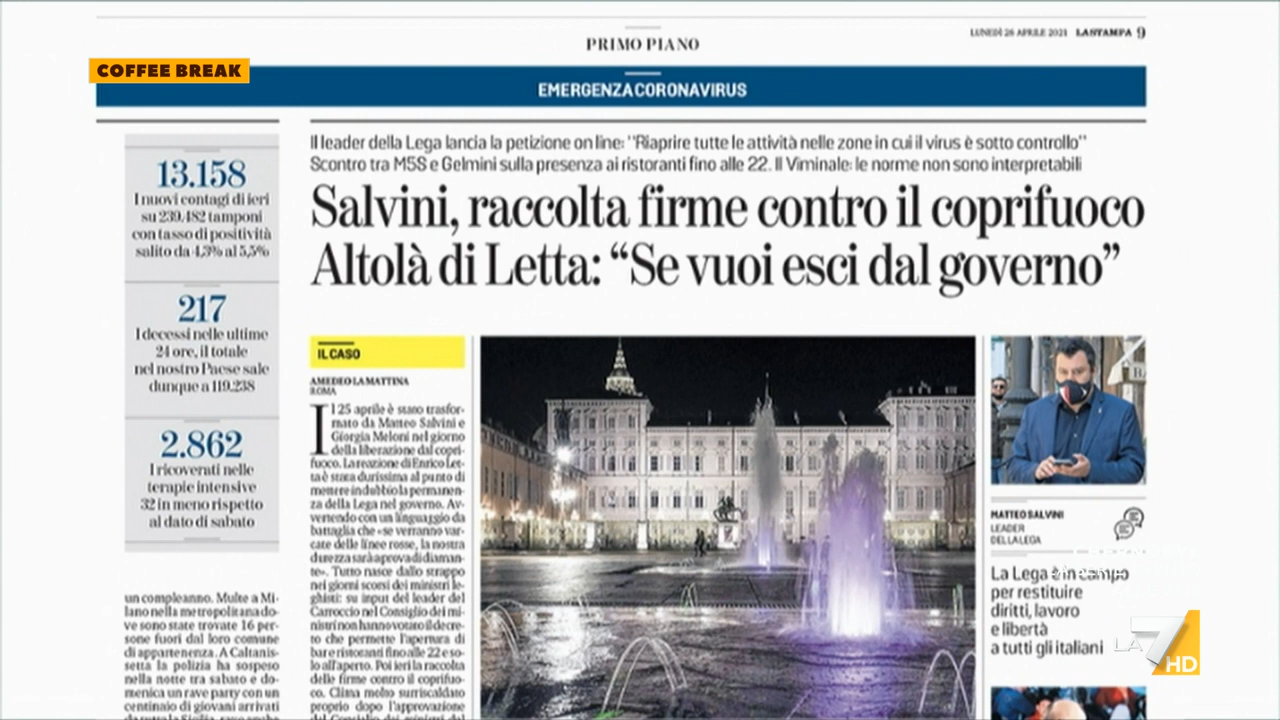 PRIMO PIANO
LUNEDÌ 26 APRILE 2021 LASTAMPA 9
COFFEE BREAK
EMERGENZA CORONAVIRUS
13.158
I nuovi contagi di ieri
su 239.482 tamponi
con tasso di positività
salito da 4,3% al 5,5%
217
I decessi nelle ultime
24 ore, il totale
nel nostro Paese sale
dunque a 119.238
2.862
I ricoverati nelle
terapie intensive
32 in meno rispetto
al dato di sabato
un compleanno. Multe a Mi-
lano nella metropolitana do-
ve sono state trovate 16 per-
sone fuori dal loro comune
di appartenenza. A Caltanis-
setta la polizia ha sospeso
nella notte tra sabato e do-
menica un rave party con un
centinaio di giovani arrivati
da tutta la Sicilia, rave anche
Il leader della Lega lancia la petizione on line: "Riaprire tutte le attività nelle zone in cui il virus è sotto controllo"
Scontro tra M5S e Gelmini sulla presenza ai ristoranti fino alle 22. Il Viminale: le norme non sono interpretabili
Salvini, raccolta firme contro il coprifuoco
Altolà di Letta: “Se vuoi esci dal governo”
IL CASO
AMEDEO LA MATTINA
ROMA
Il 25 aprile è stato trasfor-
mato da Matteo Salvini e
Giorgia Meloni nel giorno
della liberazione dal copri-
fuoco. La reazione di Enrico Let-
ta è stata durissima al punto di
mettere in dubbio la permanen-
za della Lega nel governo. Av-
vertendo con un linguaggio da
battaglia che «se verranno var-
cate delle linee rosse, la nostra
durezza sarà a prova di diaman-
te». Tutto nasce dallo strappo
nei giorni scorsi dei ministri le-
ghisti: su input del leader del
Carroccio nel Consiglio dei mi-
nistri non hanno votato il decre-
to che permette l'apertura di
bar e ristoranti fino alle 22 e so-
lo all'aperto. Poi ieri la raccolta
delle firme contro il coprifuo-
co. Clima molto surriscaldato
proprio dopo l'approvazione
del Consiglio dei ministri del
MATTEO SALVINI
LEADER
DELLA LEGA
La Lega è in campo
per restituire
diritti, lavoro
e libertà
a tutti gli italiani
LA 7 HD